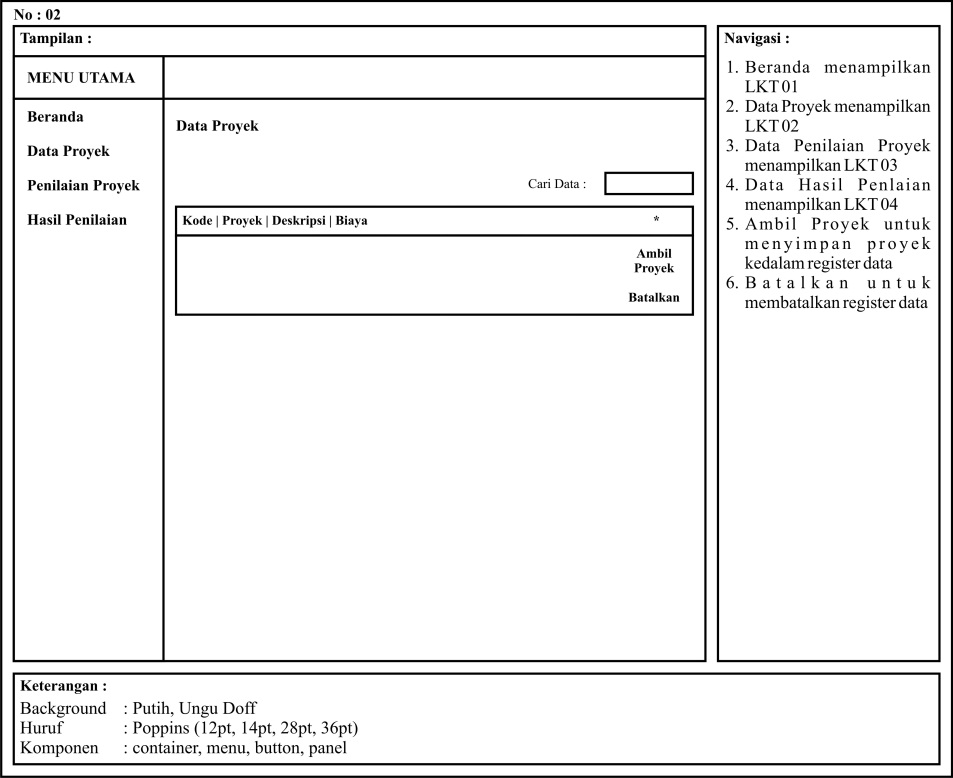 No : 02
Tampilan :
MENU UTAMA
Beranda
Data Proyek
Penilaian Proyek
Hasil Penilaian
Data Proyek
Cari Data :
Kode | Proyek | Deskripsi | Biaya *
Ambil
Proyek
Batalkan
Navigasi :
1. Beranda menampilkan
LKT 01
2. Data Proyek menampilkan
LKT 02
3. Data Penilaian Proyek
menampilkan LKT 03
4. Data Hasil Penlaian
menampilkan LKT 04
5. Ambil Proyek untuk
menyimpan proyek
kedalam register data
6. Batalkan untuk
membatalkan register data
Keterangan :
Background : Putih, Ungu Doff
Huruf : Poppins (12pt, 14pt, 28pt, 36pt)
Komponen : container, menu, button, panel